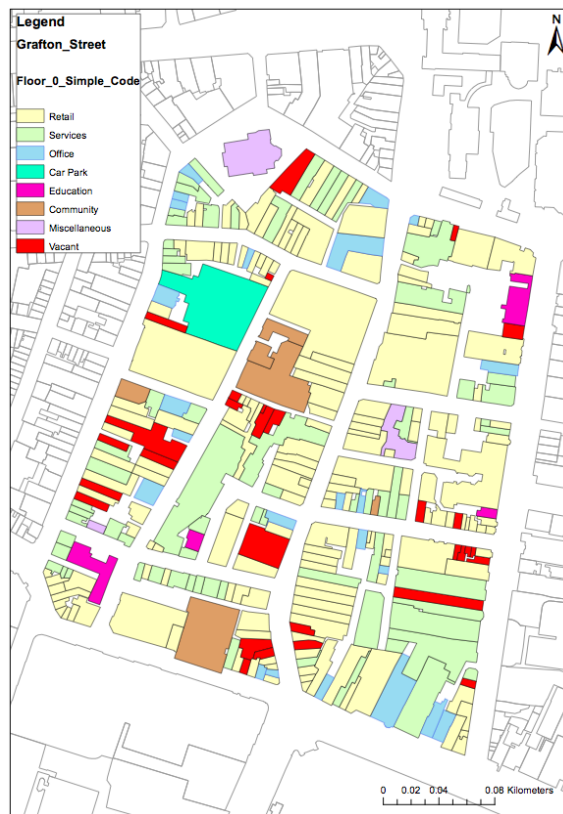 Legend
Grafton_Street
Floor_0_Simple_Code
Retail
Services
Office
Car Park
Education
Community
Miscellaneous
Vacant
N
0 0.02 0.04 0.08 Kilometers